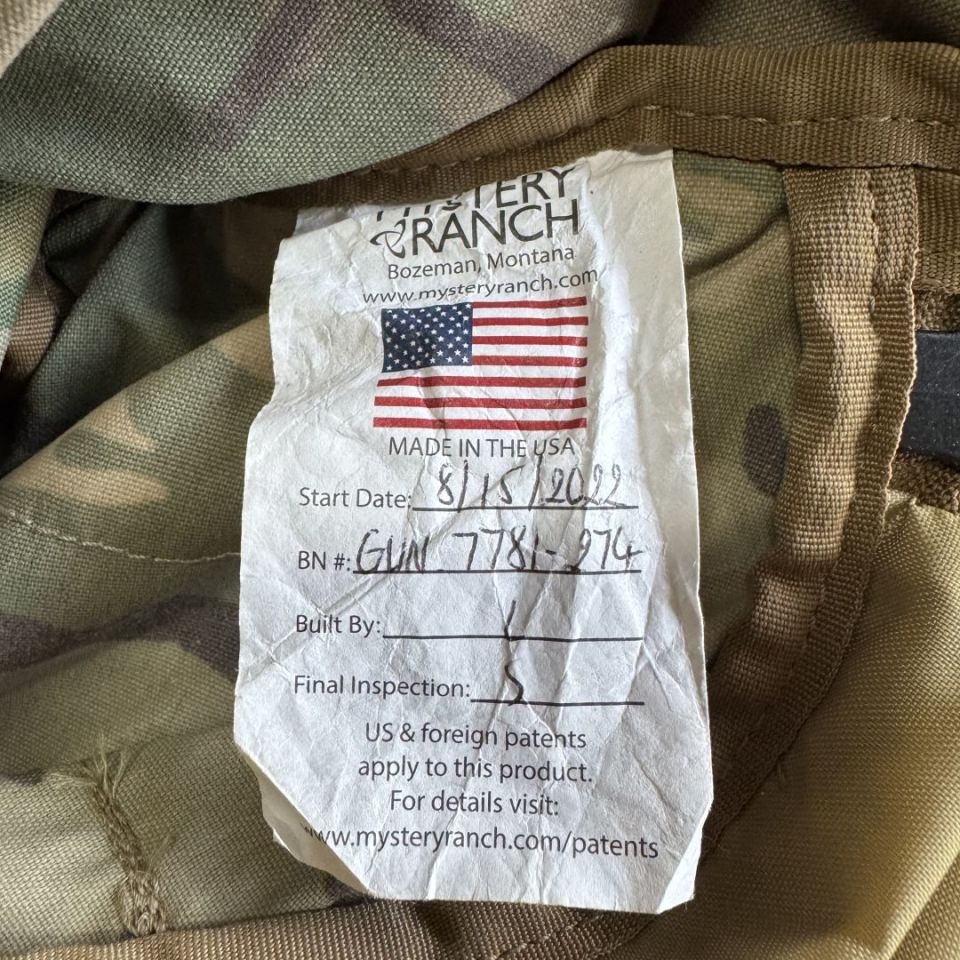 MYSTERY
RANCH
Bozeman, Montana
www.mysteryranch.com
MADE IN THE USA
Start Date: 8/15/2022
BN #: GUN 7781-274
Built By: L
Final Inspection: S
US & foreign patents
apply to this product.
For details visit:
www.mysteryranch.com/patents